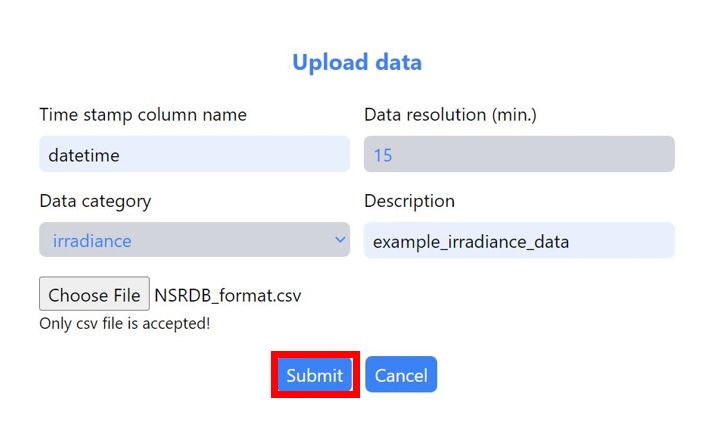 Upload data
Time stamp column name
Data resolution (min.)
datetime
15
Data category
Description
irradiance
example_irradiance_data
Choose File NSRDB_format.csv
Only csv file is accepted!
Submit
Cancel